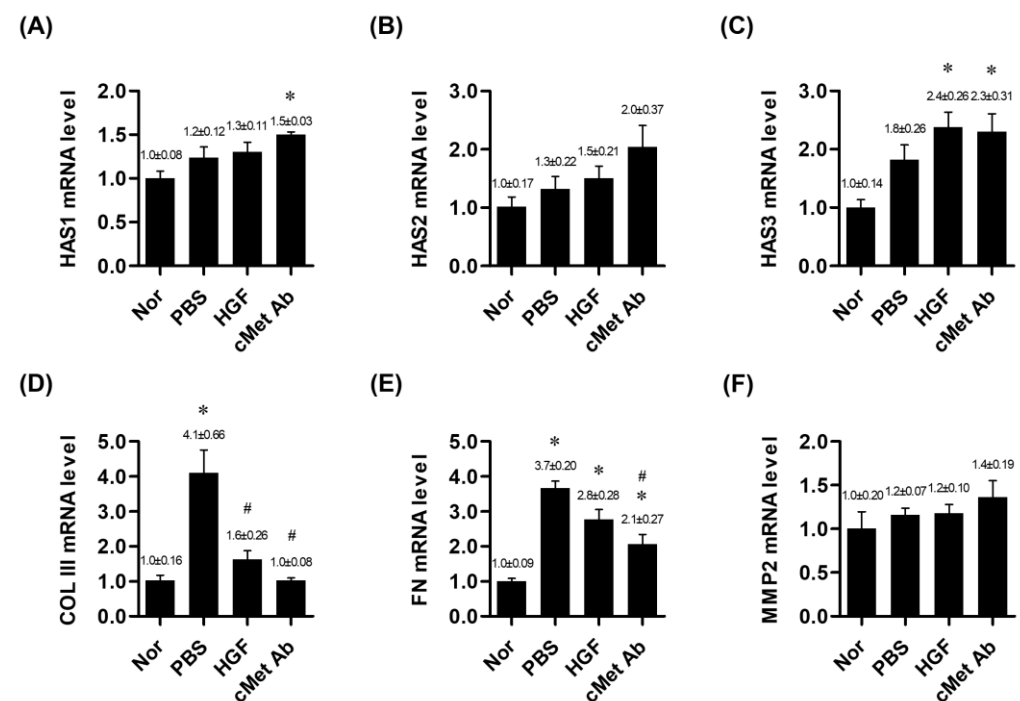 (A)
HAS1 mRNA level
2.0
1.5
1.0
0.5
0.0
1.0±0.08
1.2±0.12
1.3±0.11
*
1.5±0.03
Nor
PBS
HGF
cMet Ab
(B)
HAS2 mRNA level
3.0
2.0
1.0
0.0
1.0±0.17
1.3±0.22
1.5±0.21
2.0±0.37
Nor
PBS
HGF
cMet Ab
(C)
HAS3 mRNA level
3.0
2.0
1.0
0.0
1.0±0.14
1.8±0.26
*
2.4±0.26
*
2.3±0.31
Nor
PBS
HGF
cMet Ab
(D)
COL III mRNA level
5.0
4.0
3.0
2.0
1.0
0.0
1.0±0.16
*
4.1±0.66
#
1.6±0.26
#
1.0±0.08
Nor
PBS
HGF
cMet Ab
(E)
FN mRNA level
5.0
4.0
3.0
2.0
1.0
0.0
1.0±0.09
*
3.7±0.20
*
2.8±0.28
#
*
2.1±0.27
Nor
PBS
HGF
cMet Ab
(F)
MMP2 mRNA level
2.0
1.5
1.0
0.5
0.0
1.0±0.20
1.2±0.07
1.2±0.10
1.4±0.19
Nor
PBS
HGF
cMet Ab